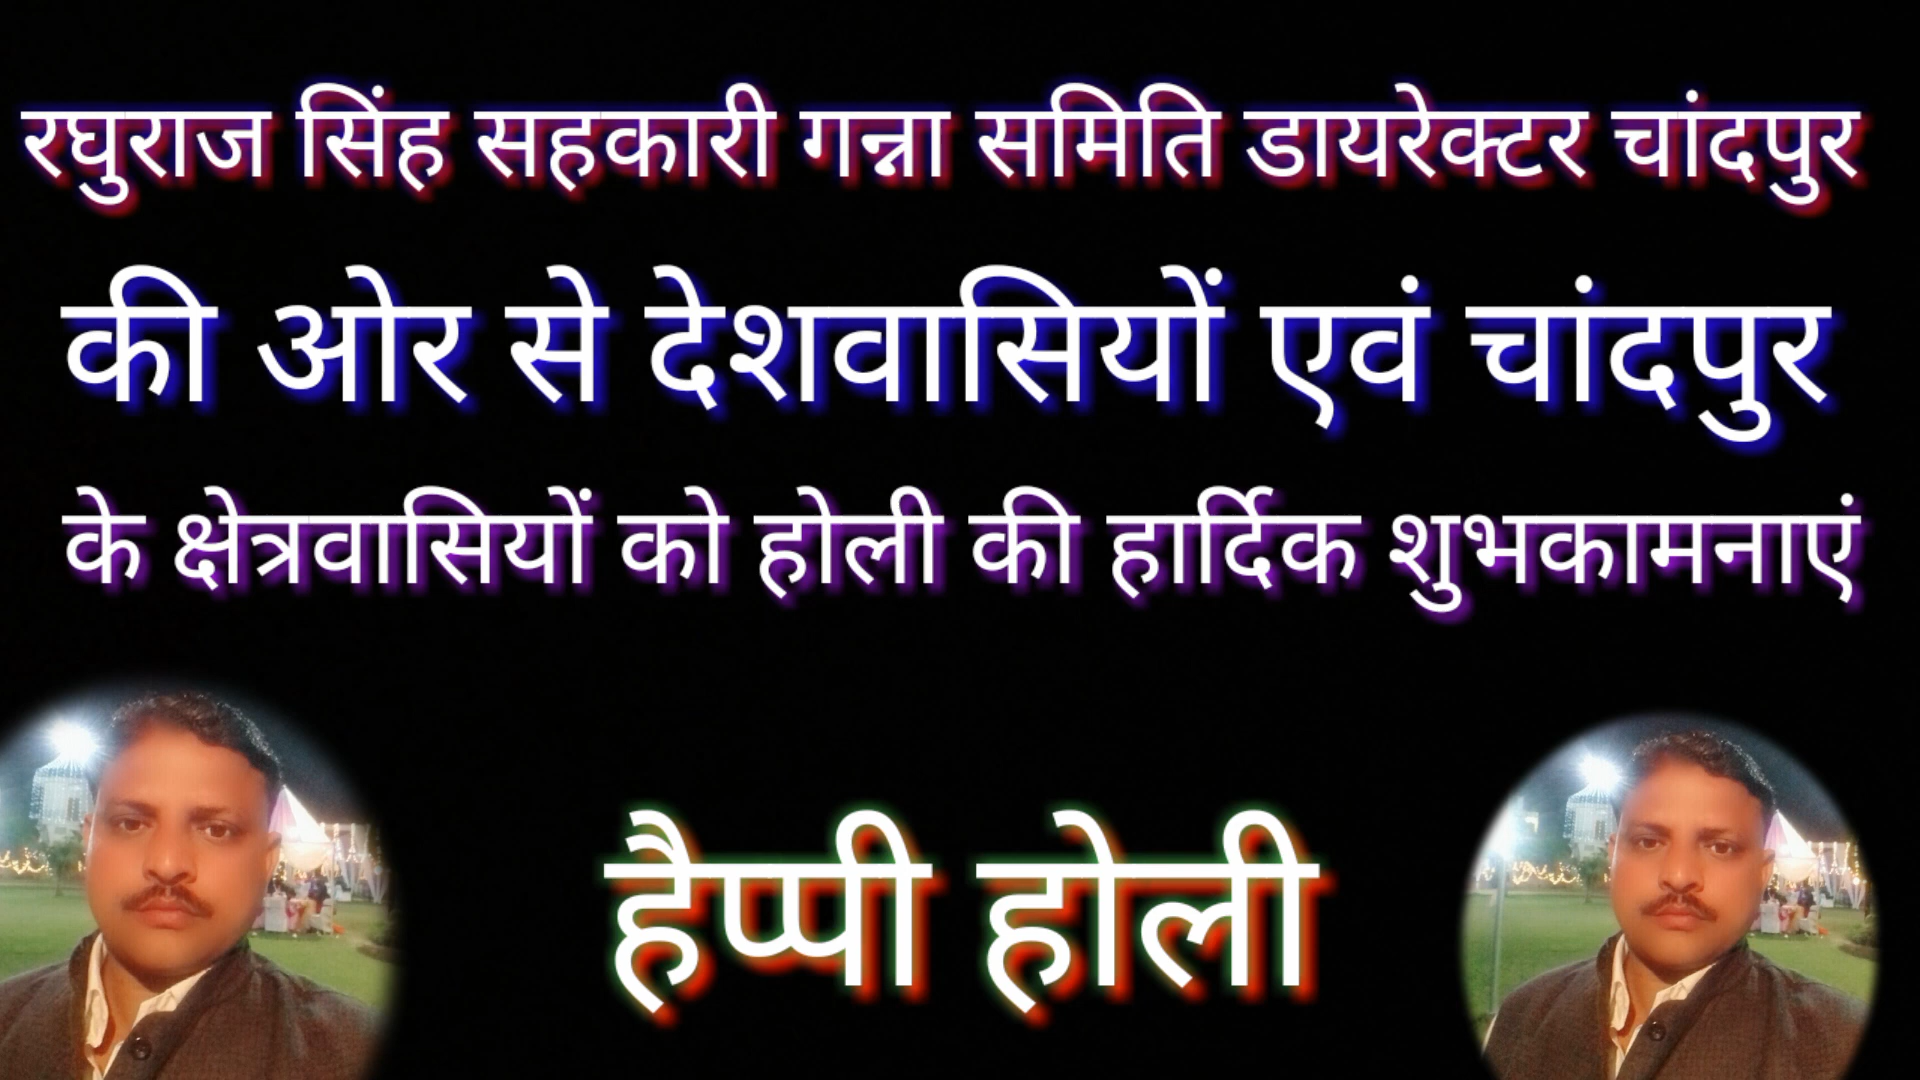 रघुराज सिंह सहकारी गन्ना समिति डायरेक्टर चांदपुर
की ओर से देशवासियों एवं चांदपुर
के क्षेत्रवासियों को होली की हार्दिक शुभकामनाएं
हैप्पी होली